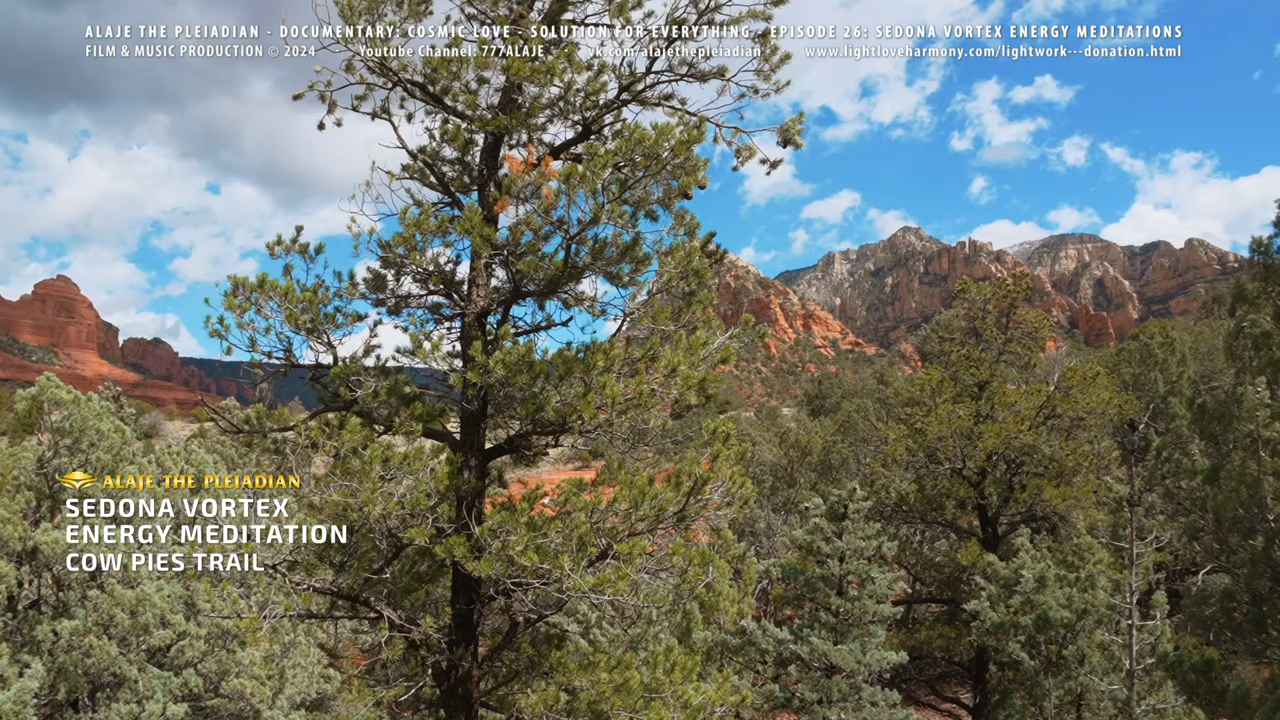 ALAJE THE PLEIADIAN - DOCUMENTARY: COSMIC LOVE - SOLUTION FOR EVERYTHING - EPISODE 26: SEDONA VORTEX ENERGY MEDITATIONS
FILM & MUSIC PRODUCTION © 2024 - Youtube Channel: 777ALAJE - vk.com/alajethepleiadian - www.lightloveharmony.com/lightwork---donation.html
ALAJE THE PLEIADIAN
SEDONA VORTEX
ENERGY MEDITATION
COW PIES TRAIL